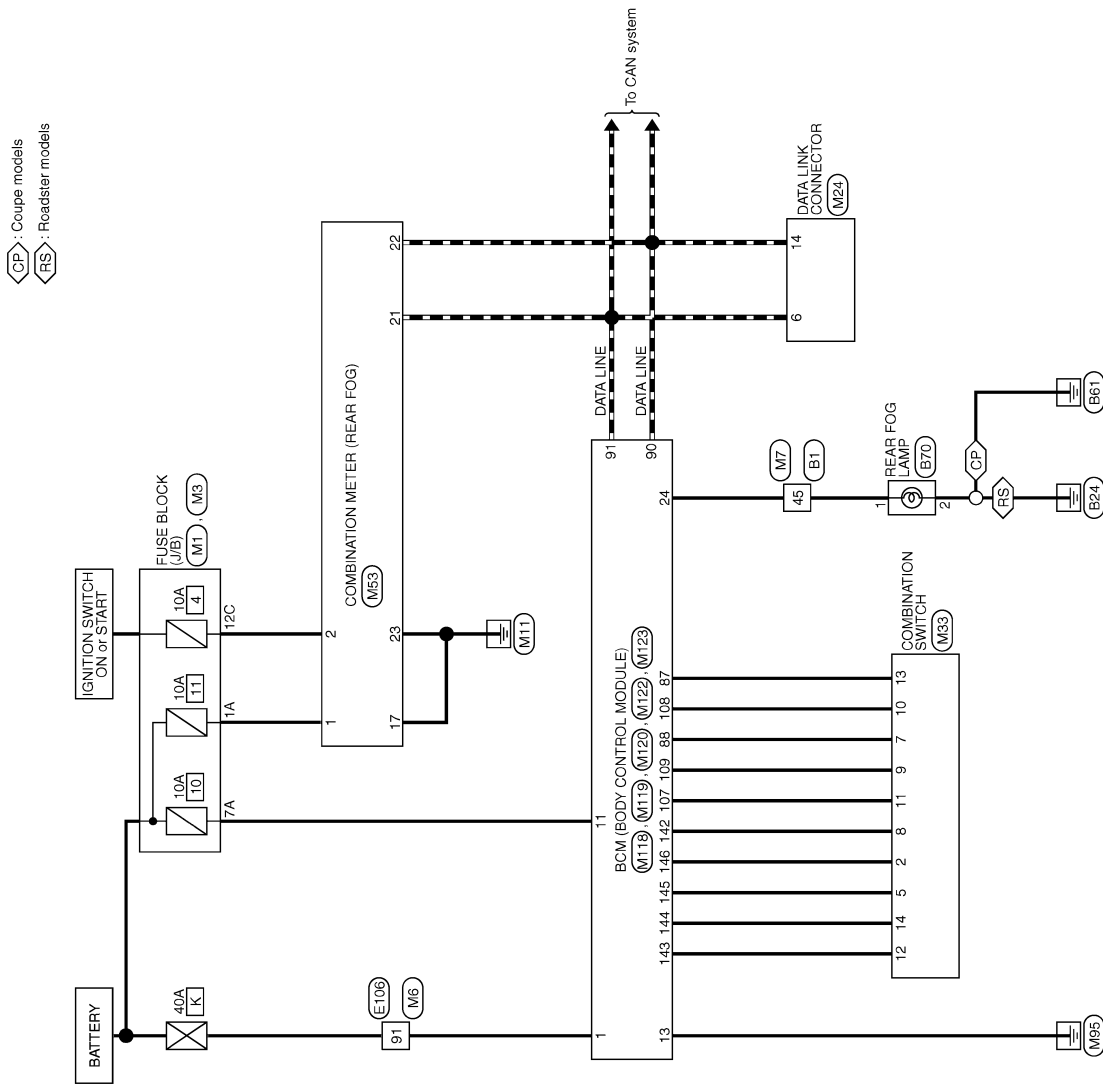 CP : Coupe models
RS : Roadster models
BATTERY
IGNITION SWITCH
ON or START
40A
K
10A
10
10A
11
10A
4
FUSE BLOCK
(J/B)
M1 , M3
7A
1A
12C
E106
91
M6
1
2
COMBINATION METER (REAR FOG)
M53
17
23
21
22
M11
To CAN system
DATA LINE
DATA LINE
1
11
91
90
BCM (BODY CONTROL MODULE)
M118 , M119 , M120 , M122 , M123
13
143
144
145
146
142
107
109
88
108
87
24
6
14
DATA LINK
CONNECTOR
M24
M7
45
B1
12
14
5
2
8
11
9
7
10
13
COMBINATION
SWITCH
M33
1
2
REAR FOG
LAMP
B70
CP
RS
M95
B24
B61